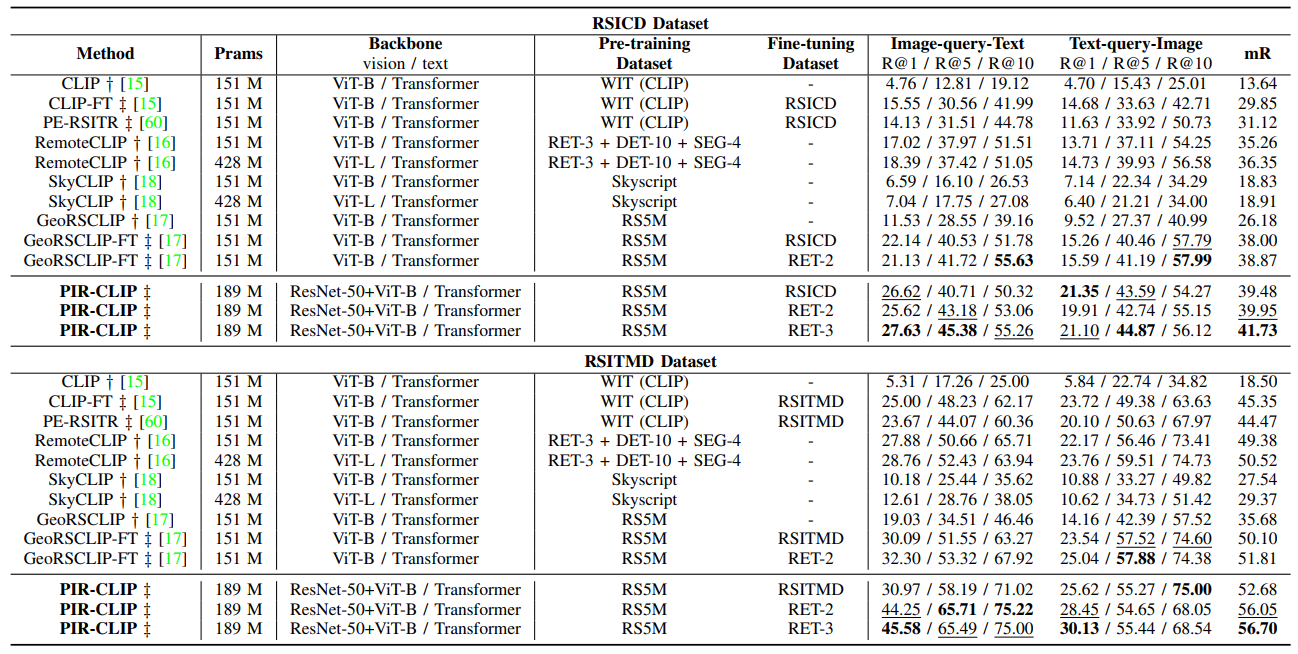 RSICD Dataset
Method Prams Backbone vision / text Pre-training Dataset Fine-tuning Dataset Image-query-Text R@1 / R@5 / R@10 Text-query-Image R@1 / R@5 / R@10 mR
CLIP † [15] 151 M ViT-B / Transformer WIT (CLIP) - 4.76 / 12.81 / 19.12 4.70 / 15.43 / 25.01 13.64
CLIP-FT ‡ [15] 151 M ViT-B / Transformer WIT (CLIP) RSICD 15.55 / 30.56 / 41.99 14.68 / 33.63 / 42.71 29.85
PE-RSITR ‡ [60] 151 M ViT-B / Transformer WIT (CLIP) RSICD 14.13 / 31.51 / 44.78 11.63 / 33.92 / 50.73 31.12
RemoteCLIP † [16] 151 M ViT-B / Transformer RET-3 + DET-10 + SEG-4 - 17.02 / 37.97 / 51.51 13.71 / 37.11 / 54.25 35.26
RemoteCLIP † [16] 428 M ViT-L / Transformer RET-3 + DET-10 + SEG-4 - 18.39 / 37.42 / 51.05 14.73 / 39.93 / 56.58 36.35
SkyCLIP † [18] 151 M ViT-B / Transformer Skyscript - 6.59 / 16.10 / 26.53 7.14 / 22.34 / 34.29 18.83
SkyCLIP † [18] 428 M ViT-L / Transformer Skyscript - 7.04 / 17.75 / 27.08 6.40 / 21.21 / 34.00 18.91
GeoRSCLIP † [17] 151 M ViT-B / Transformer RS5M - 11.53 / 28.55 / 39.16 9.52 / 27.37 / 40.99 26.18
GeoRSCLIP-FT ‡ [17] 151 M ViT-B / Transformer RS5M RSICD 22.14 / 40.53 / 51.78 15.26 / 40.46 / 57.79 38.00
GeoRSCLIP-FT ‡ [17] 151 M ViT-B / Transformer RS5M RET-2 21.13 / 41.72 / 55.63 15.59 / 41.19 / 57.99 38.87
PIR-CLIP ‡ 189 M ResNet-50+ViT-B / Transformer RS5M RSICD 26.62 / 40.71 / 50.32 21.35 / 43.59 / 54.27 39.48
PIR-CLIP ‡ 189 M ResNet-50+ViT-B / Transformer RS5M RET-2 25.62 / 43.18 / 53.06 19.91 / 42.74 / 55.15 39.95
PIR-CLIP ‡ 189 M ResNet-50+ViT-B / Transformer RS5M RET-3 27.63 / 45.38 / 55.26 21.10 / 44.87 / 56.12 41.73
RSITMD Dataset
CLIP † [15] 151 M ViT-B / Transformer WIT (CLIP) - 5.31 / 17.26 / 25.00 5.84 / 22.74 / 34.82 18.50
CLIP-FT ‡ [15] 151 M ViT-B / Transformer WIT (CLIP) RSITMD 25.00 / 48.23 / 62.17 23.72 / 49.38 / 63.63 45.35
PE-RSITR ‡ [60] 151 M ViT-B / Transformer WIT (CLIP) RSITMD 23.67 / 44.07 / 60.36 20.10 / 50.63 / 67.97 44.47
RemoteCLIP † [16] 151 M ViT-B / Transformer RET-3 + DET-10 + SEG-4 - 27.88 / 50.66 / 65.71 22.17 / 56.46 / 73.41 49.38
RemoteCLIP † [16] 428 M ViT-L / Transformer RET-3 + DET-10 + SEG-4 - 28.76 / 52.43 / 63.94 23.76 / 59.51 / 74.73 50.52
SkyCLIP † [18] 151 M ViT-B / Transformer Skyscript - 10.18 / 25.44 / 35.62 10.88 / 33.27 / 49.82 27.54
SkyCLIP † [18] 428 M ViT-L / Transformer Skyscript - 12.61 / 28.76 / 38.05 10.62 / 34.73 / 51.42 29.37
GeoRSCLIP † [17] 151 M ViT-B / Transformer RS5M - 19.03 / 34.51 / 46.46 14.16 / 42.39 / 57.52 35.68
GeoRSCLIP-FT ‡ [17] 151 M ViT-B / Transformer RS5M RSITMD 30.09 / 51.55 / 63.27 23.54 / 57.52 / 74.60 50.10
GeoRSCLIP-FT ‡ [17] 151 M ViT-B / Transformer RS5M RET-2 32.30 / 53.32 / 67.92 25.04 / 57.88 / 74.38 51.81
PIR-CLIP ‡ 189 M ResNet-50+ViT-B / Transformer RS5M RSITMD 30.97 / 58.19 / 71.02 25.62 / 55.27 / 75.00 52.68
PIR-CLIP ‡ 189 M ResNet-50+ViT-B / Transformer RS5M RET-2 44.25 / 65.71 / 75.22 28.45 / 54.65 / 68.05 56.05
PIR-CLIP ‡ 189 M ResNet-50+ViT-B / Transformer RS5M RET-3 45.58 / 65.49 / 75.00 30.13 / 55.44 / 68.54 56.70